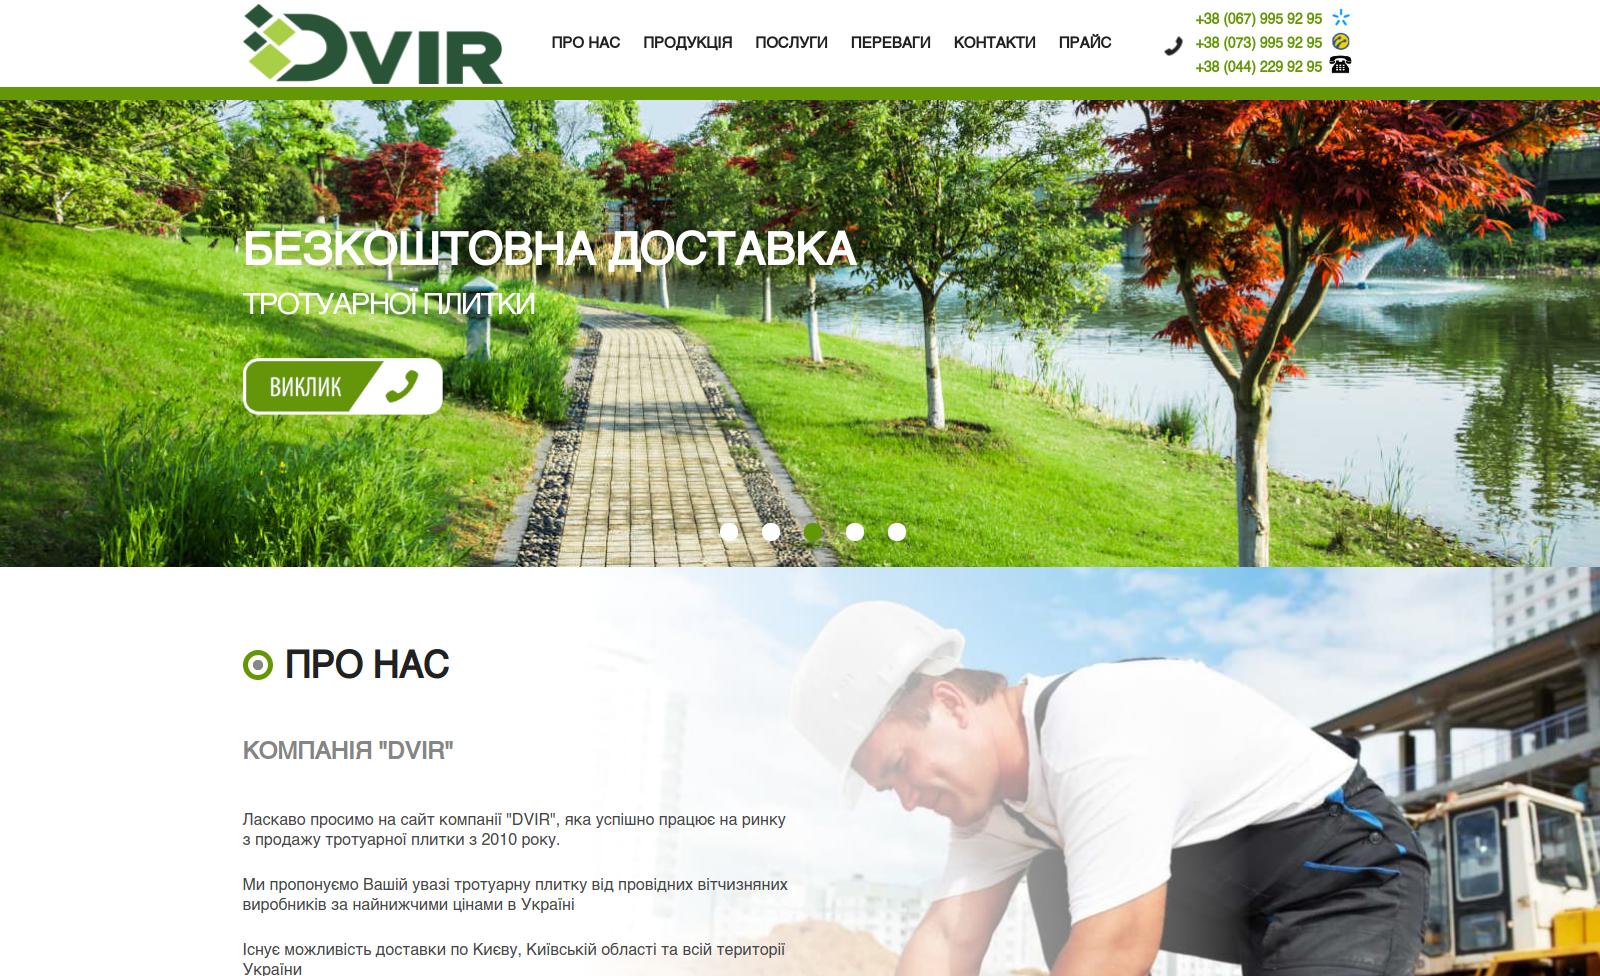 DVIR
ПРО НАС ПРОДУКЦІЯ ПОСЛУГИ ПЕРЕВАГИ КОНТАКТИ ПРАЙС
+38 (067) 995 92 95
+38 (073) 995 92 95
+38 (044) 229 92 95
БЕЗКОШТОВНА ДОСТАВКА
ТРОТУАРНОЇ ПЛИТКИ
ВИКЛИК
ПРО НАС
КОМПАНІЯ "DVIR"
Ласкаво просимо на сайт компанії "DVIR", яка успішно працює на ринку
з продажу тротуарної плитки з 2010 року.
Ми пропонуємо Вашій увазі тротуарну плитку від провідних вітчизняних
виробників за найнижчими цінами в Україні
Існує можливість доставки по Києву, Київській області та всій території
України